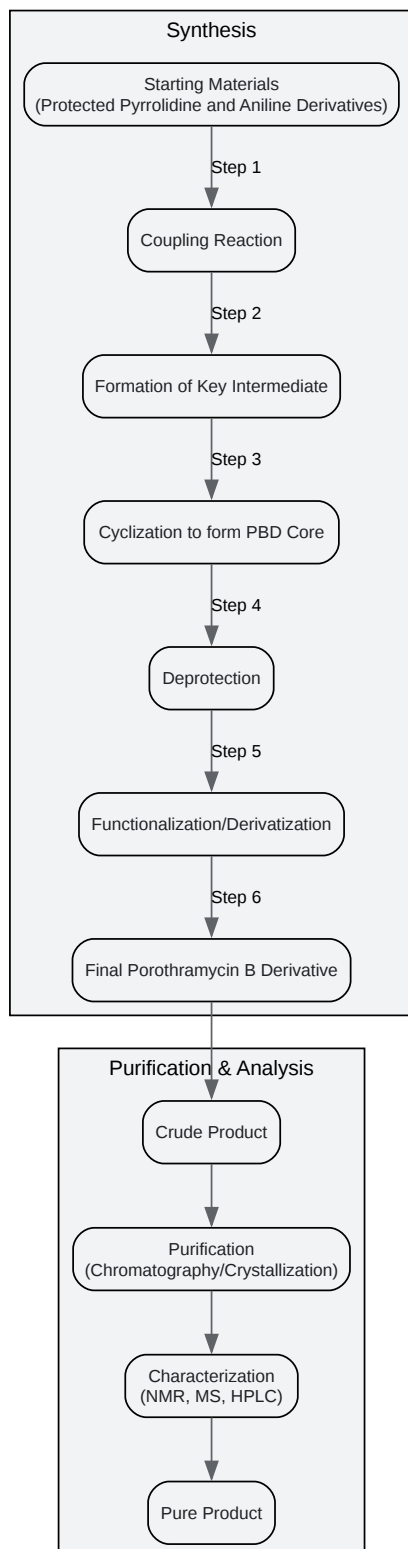 Synthesis
Starting Materials
(Protected Pyrrolidine and Aniline Derivatives)
Step 1
Coupling Reaction
Step 2
Formation of Key Intermediate
Step 3
Cyclization to form PBD Core
Step 4
Deprotection
Step 5
Functionalization/Derivatization
Step 6
Final Porothramycin B Derivative
Purification & Analysis
Crude Product
Purification
(Chromatography/Crystallization)
Characterization
(NMR, MS, HPLC)
Pure Product